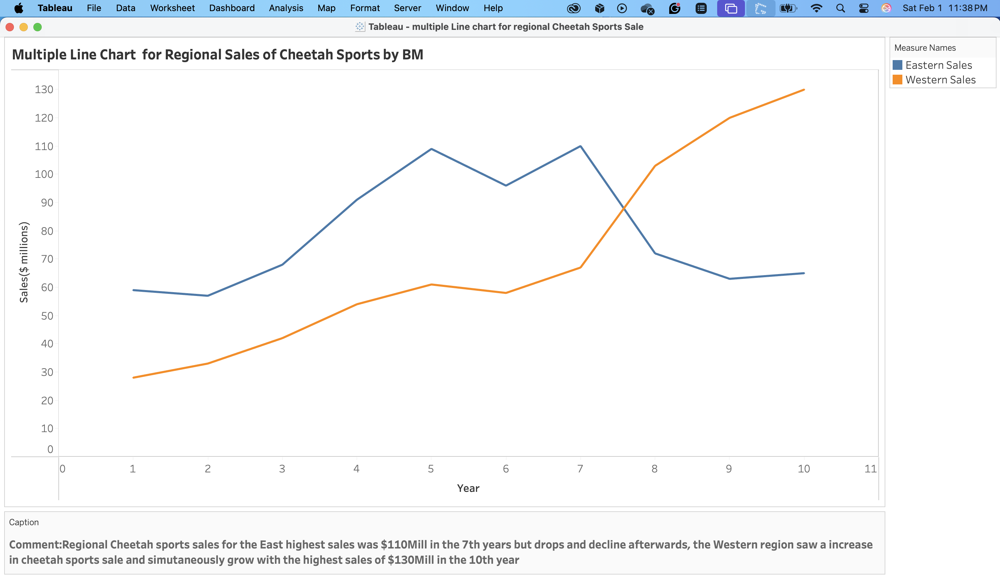 Tableau File Data Worksheet Dashboard Analysis Map Format Server Window Help Sat Feb 1 11:38 PM
Tableau - multiple Line chart for regional Cheetah Sports Sale
Multiple Line Chart  for Regional Sales of Cheetah Sports by BM
Measure Names
Eastern Sales
Western Sales
130
120
110
100
90
80
70
60
50
40
30
20
10
0
Sales($ millions)
0 1 2 3 4 5 6 7 8 9 10 11
Year
Caption
Comment:Regional Cheetah sports sales for the East highest sales was $110Mill in the 7th years but drops and decline afterwards, the Western region saw a increase
in cheetah sports sale and simutaneously grow with the highest sales of $130Mill in the 10th year